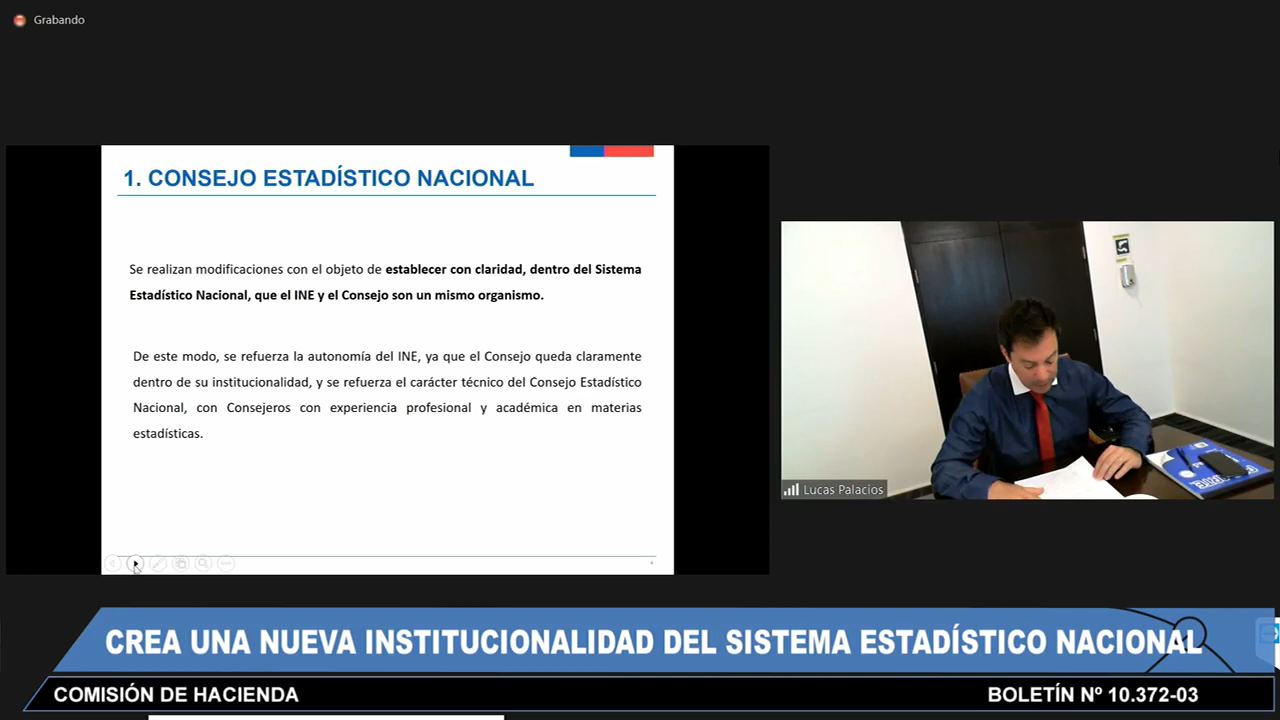 Grabando
1. CONSEJO ESTADÍSTICO NACIONAL
Se realizan modificaciones con el objeto de establecer con claridad, dentro del Sistema
Estadístico Nacional, que el INE y el Consejo son un mismo organismo.
De este modo, se refuerza la autonomía del INE, ya que el Consejo queda claramente
dentro de su institucionalidad, y se refuerza el carácter técnico del Consejo Estadístico
Nacional, con Consejeros con experiencia profesional y académica en materias
estadísticas.
Lucas Palacios
CREA UNA NUEVA INSTITUCIONALIDAD DEL SISTEMA ESTADÍSTICO NACIONAL
COMISIÓN DE HACIENDA
BOLETÍN Nº 10.372-03